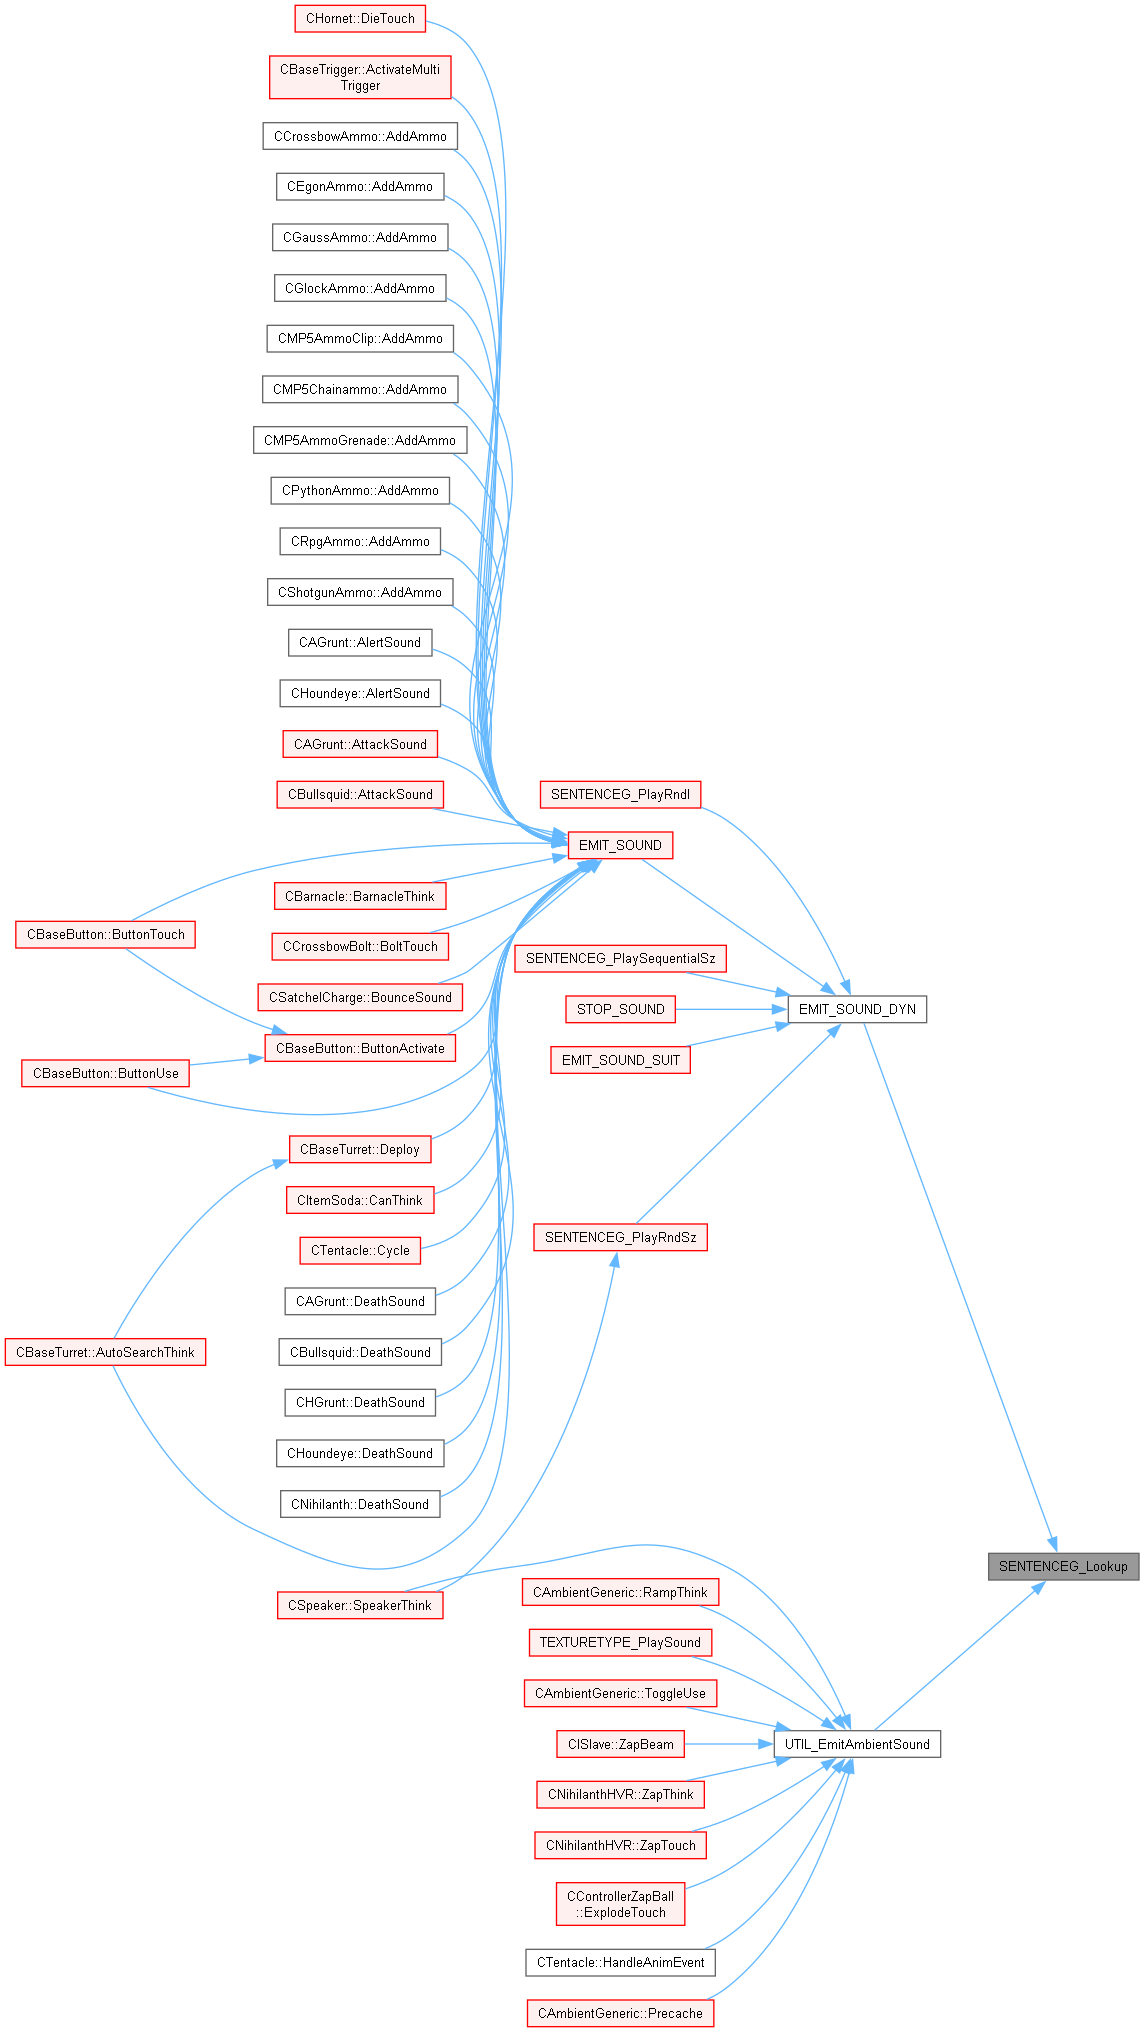 CHornet::DieTouch
CBaseTrigger::ActivateMulti
Trigger
CCrossbowAmmo::AddAmmo
CEgonAmmo::AddAmmo
CGaussAmmo::AddAmmo
CGlockAmmo::AddAmmo
CMP5AmmoClip::AddAmmo
CMP5Chainammo::AddAmmo
CMP5AmmoGrenade::AddAmmo
CPythonAmmo::AddAmmo
CRpgAmmo::AddAmmo
CShotgunAmmo::AddAmmo
CAGrunt::AlertSound
CHoundeye::AlertSound
CAGrunt::AttackSound
CBullsquid::AttackSound
SENTENCEG_PlayRndI
EMIT_SOUND
CBarnacle::BarnacleThink
CBaseButton::ButtonTouch
CCrossbowBolt::BoltTouch
SENTENCEG_PlaySequentialSz
CSatchelCharge::BounceSound
STOP_SOUND
EMIT_SOUND_DYN
CBaseButton::ButtonActivate
EMIT_SOUND_SUIT
CBaseButton::ButtonUse
CBaseTurret::Deploy
CItemSoda::CanThink
SENTENCEG_PlayRndSz
CTentacle::Cycle
CAGrunt::DeathSound
CBaseTurret::AutoSearchThink
CBullsquid::DeathSound
CHGrunt::DeathSound
CHoundeye::DeathSound
CNihilanth::DeathSound
SENTENCEG_Lookup
CSpeaker::SpeakerThink
CAmbientGeneric::RampThink
TEXTURETYPE_PlaySound
CAmbientGeneric::ToggleUse
CISlave::ZapBeam
UTIL_EmitAmbientSound
CNihilanthHVR::ZapThink
CNihilanthHVR::ZapTouch
CControllerZapBall
::ExplodeTouch
CTentacle::HandleAnimEvent
CAmbientGeneric::Precache